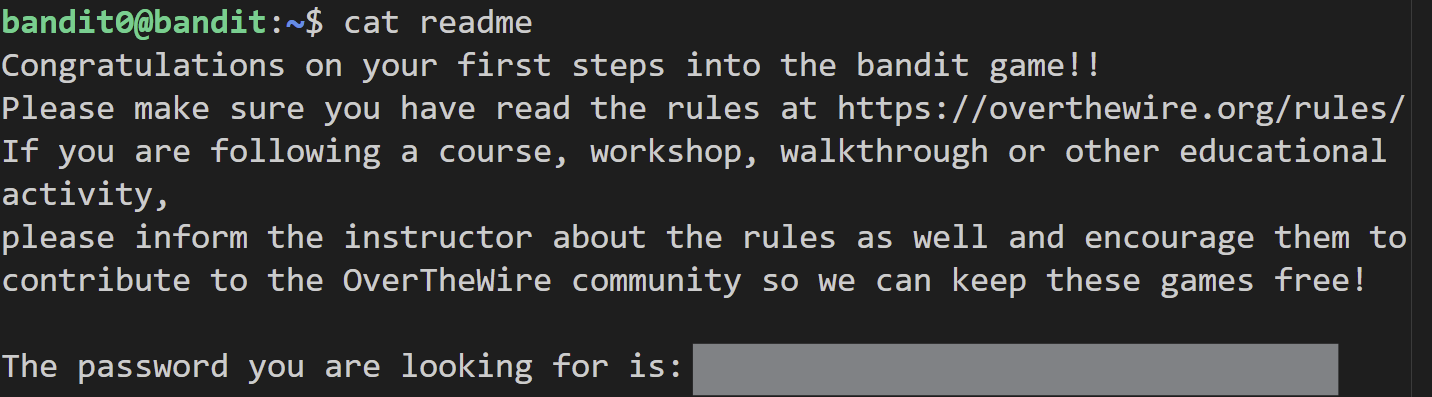 bandit0@bandit:~$ cat readme
Congratulations on your first steps into the bandit game!!
Please make sure you have read the rules at https://overthewire.org/rules/
If you are following a course, workshop, walkthrough or other educational
activity,
please inform the instructor about the rules as well and encourage them to
contribute to the OverTheWire community so we can keep these games free!
The password you are looking for is: